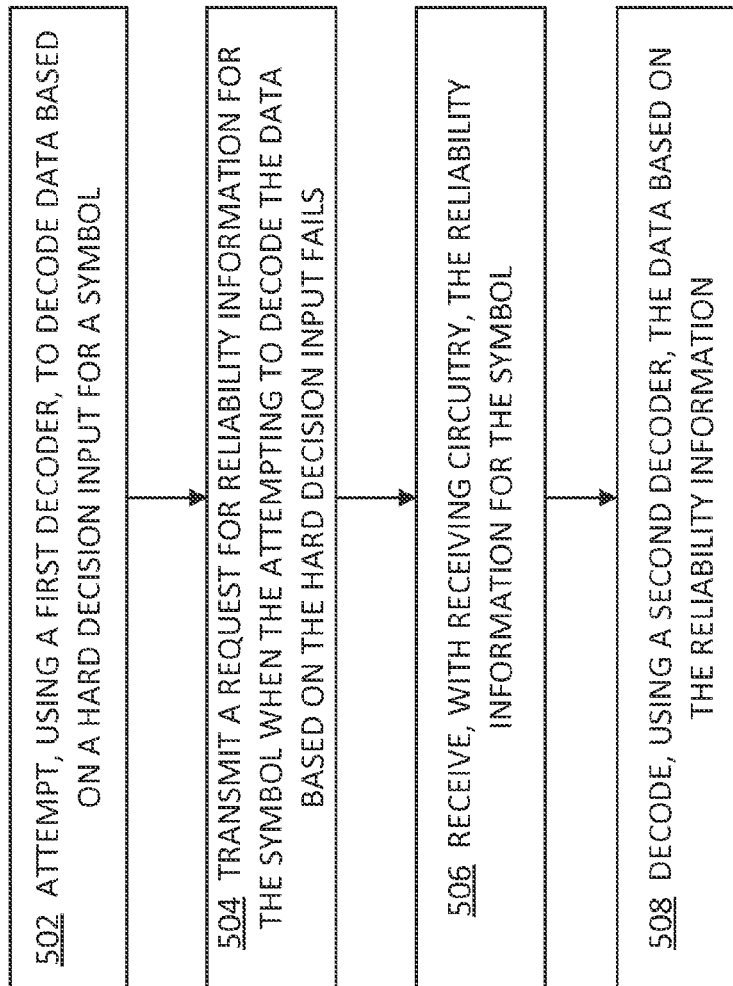 502 ATTEMPT, USING A FIRST DECODER, TO DECODE DATA BASED
ON A HARD DECISION INPUT FOR A SYMBOL
504 TRANSMIT A REQUEST FOR RELIABILITY INFORMATION FOR
THE SYMBOL WHEN THE ATTEMPTING TO DECODE THE DATA
BASED ON THE HARD DECISION INPUT FAILS
506 RECEIVE, WITH RECEIVING CIRCUITRY, THE RELIABILITY
INFORMATION FOR THE SYMBOL
508 DECODE, USING A SECOND DECODER, THE DATA BASED ON
THE RELIABILITY INFORMATION